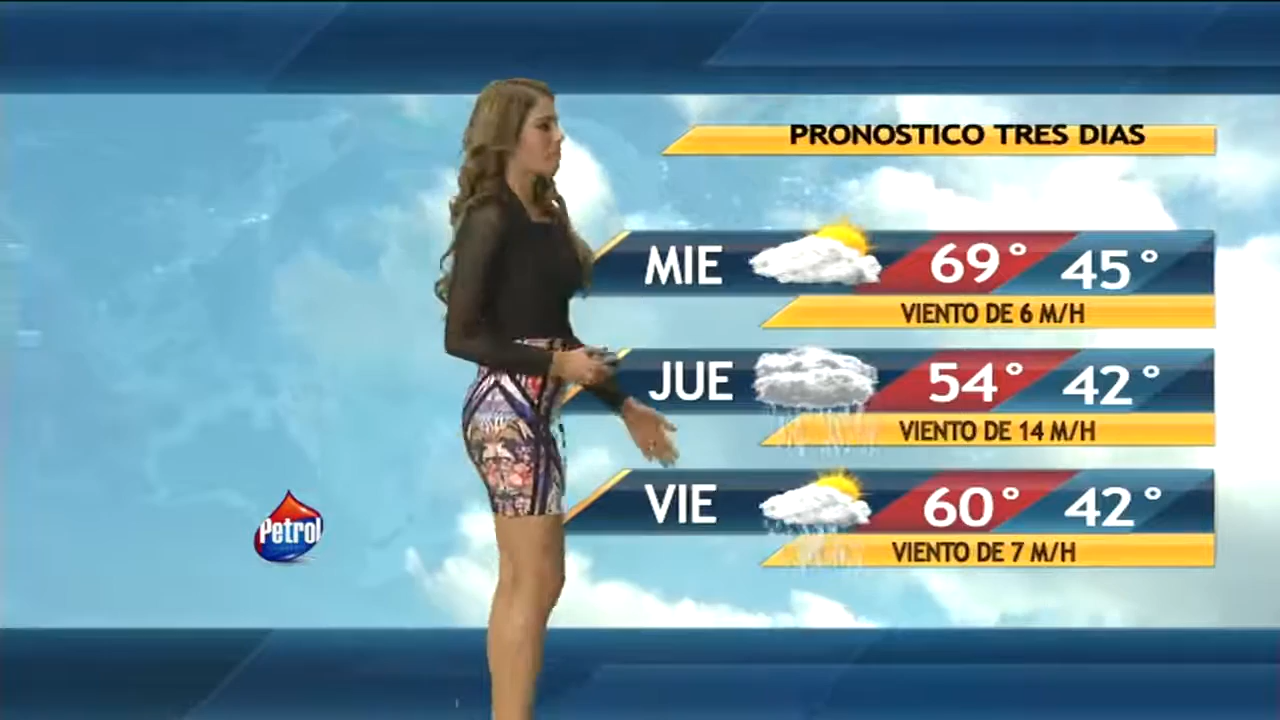 PRONOSTICO TRES DIAS
MIE 69° 45°
VIENTO DE 6 M/H
JUE 54° 42°
VIENTO DE 14 M/H
VIE 60° 42°
VIENTO DE 7 M/H
Petrol